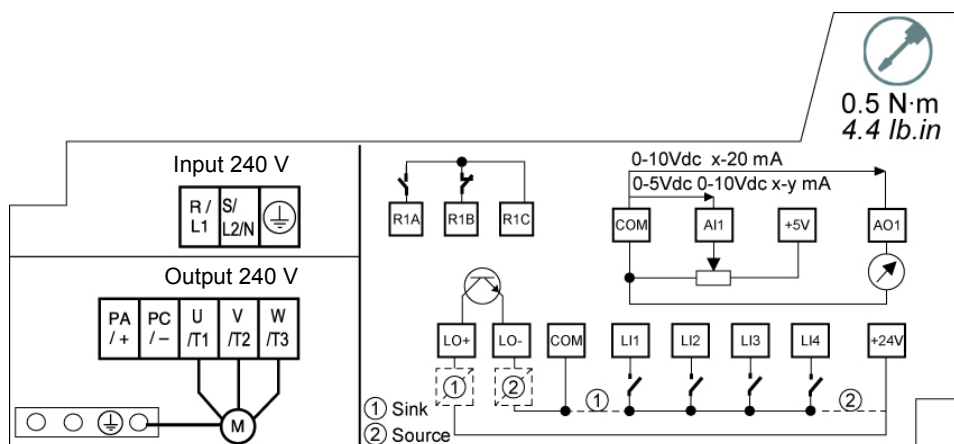 0.5 N·m
4.4 lb.in
Input 240 V
R / L1
S/ L2/N
Output 240 V
PA / +
PC / –
U /T1
V /T2
W /T3
M
R1A
R1B
R1C
0-10Vdc x-20 mA
0-5Vdc 0-10Vdc x-y mA
COM
AI1
+5V
AO1
LO+
LO-
COM
LI1
LI2
LI3
LI4
+24V
①
②
①
②
① Sink
② Source